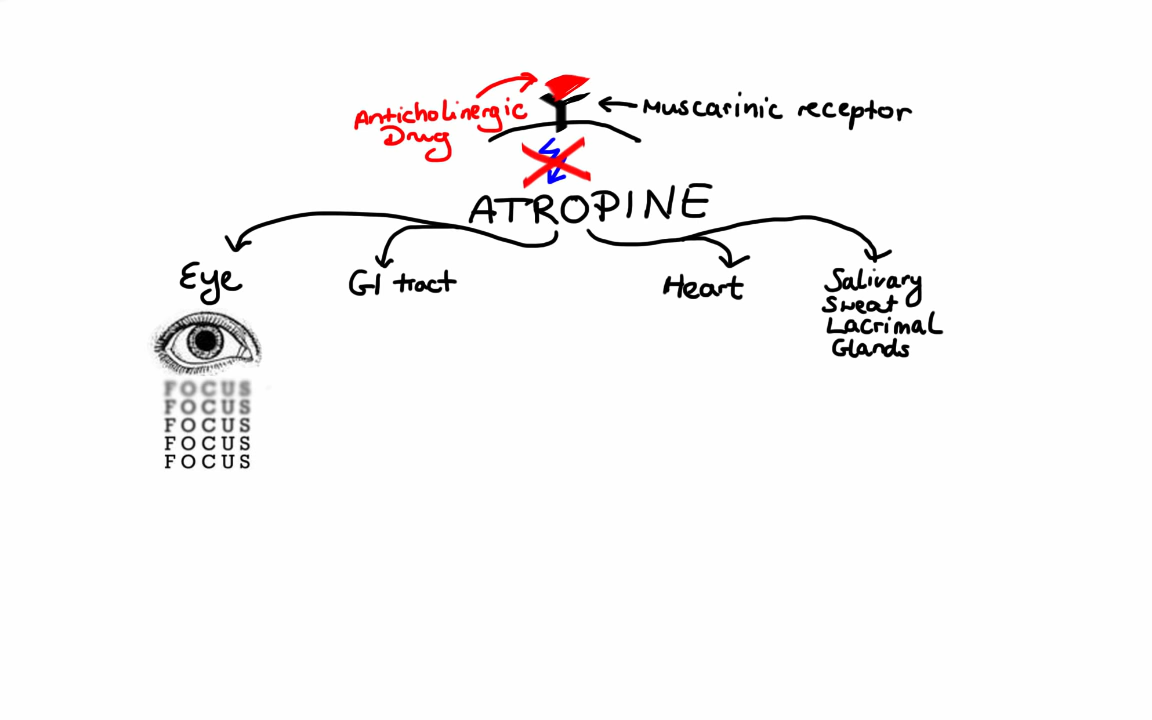 Anticholinergic
Drug
Muscarinic receptor
ATROPINE
Eye
GI tract
Heart
Salivary
Sweat
Lacrimal
Glands
FOCUS
FOCUS
FOCUS
FOCUS
FOCUS